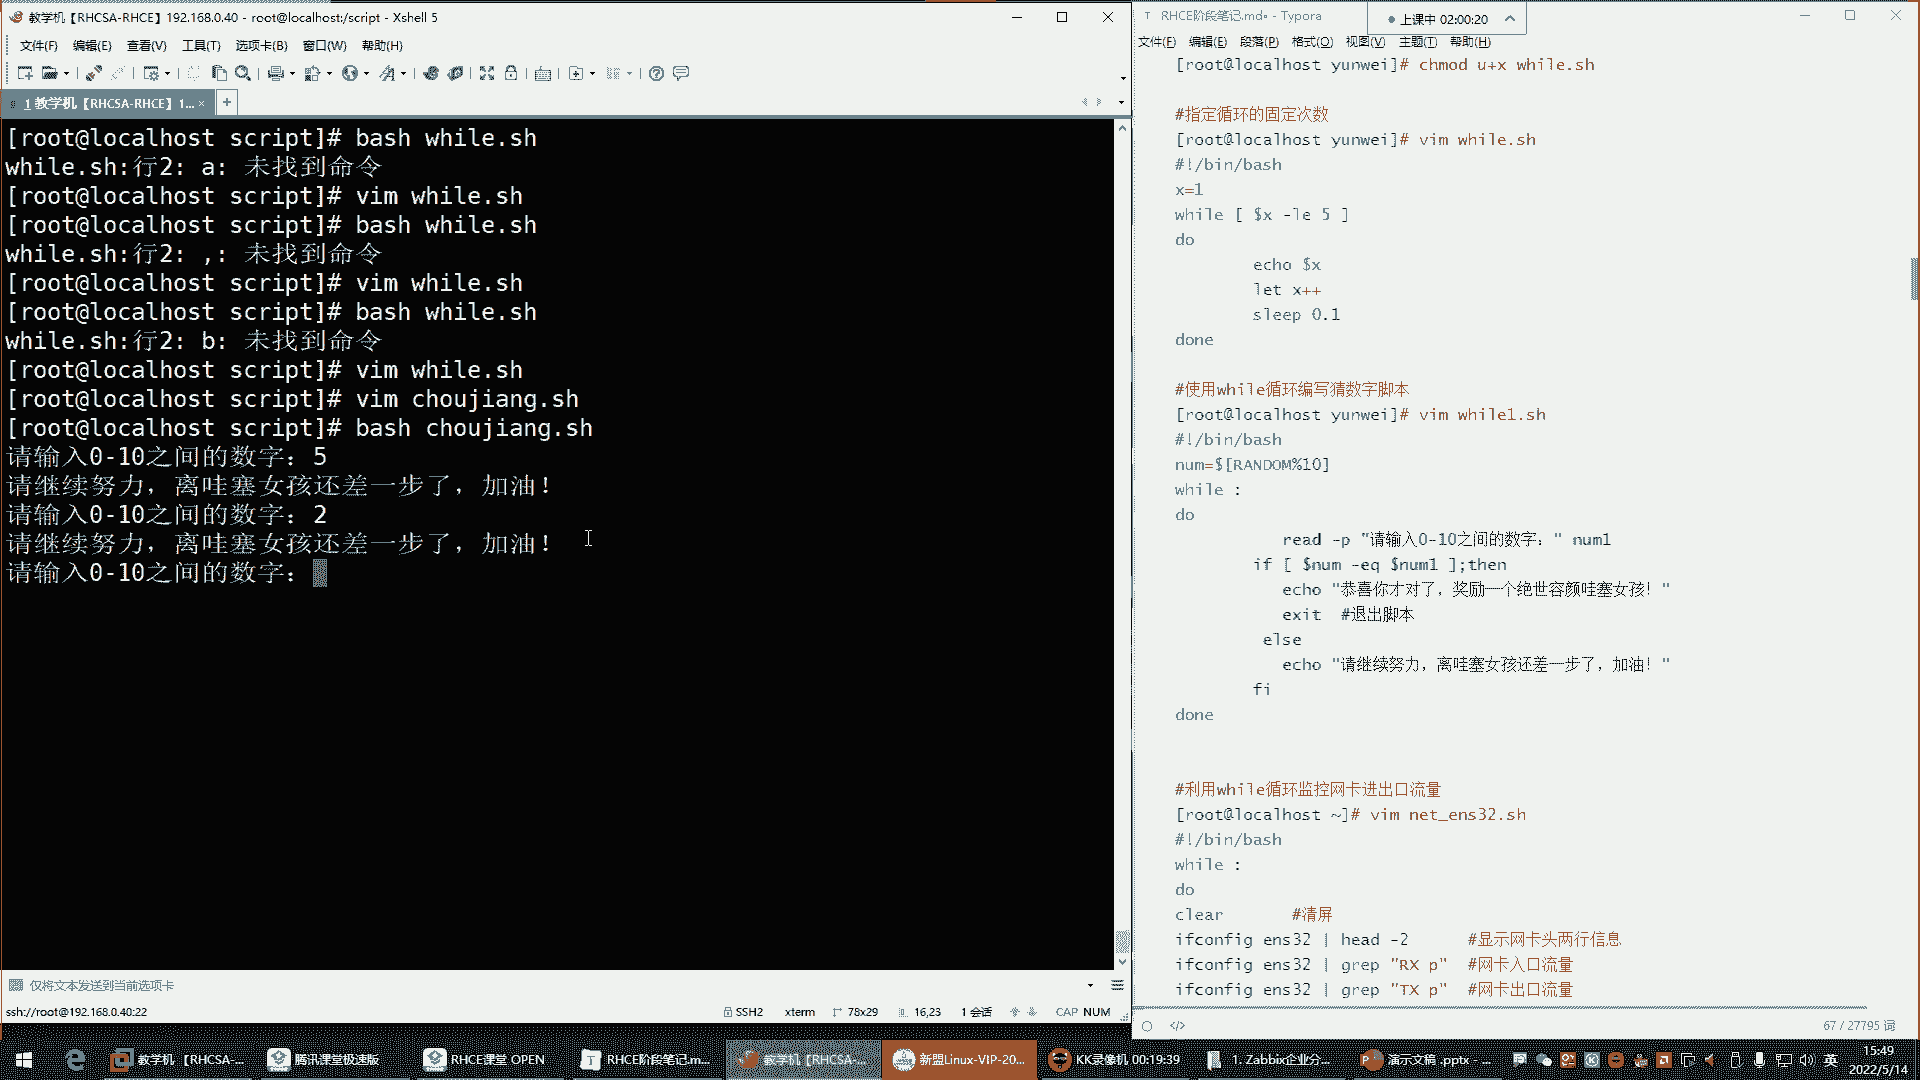 教学机【RHCSA-RHCE】192.168.0.40 - root@localhost:/script - Xshell 5
文件(F) 编辑(E) 查看(V) 工具(T) 选项卡(B) 窗口(W) 帮助(H)
1 教学机【RHCSA-RHCE】1...
[root@localhost script]# bash while.sh
while.sh:行2: a: 未找到命令
[root@localhost script]# vim while.sh
[root@localhost script]# bash while.sh
while.sh:行2: ,: 未找到命令
[root@localhost script]# vim while.sh
[root@localhost script]# bash while.sh
while.sh:行2: b: 未找到命令
[root@localhost script]# vim while.sh
[root@localhost script]# vim choujiang.sh
[root@localhost script]# bash choujiang.sh
请输入0-10之间的数字：5
请继续努力，离哇塞女孩还差一步了，加油！
请输入0-10之间的数字：2
请继续努力，离哇塞女孩还差一步了，加油！
请输入0-10之间的数字：
仅将文本发送到当前选项卡
ssh://root@192.168.0.40:22 SSH2 xterm 78x29 16,23 1 会话 CAP NUM
RHCE阶段笔记.md• - Typora
上课中 02:00:20
文件(F) 编辑(E) 段落(P) 格式(O) 视图(V) 主题(T) 帮助(H)
[root@localhost yunwei]# chmod u+x while.sh
#指定循环的固定次数
[root@localhost yunwei]# vim while.sh
#!/bin/bash
x=1
while [ $x -le 5 ]
do
echo $x
let x++
sleep 0.1
done
#使用while循环编写猜数字脚本
[root@localhost yunwei]# vim while1.sh
#!/bin/bash
num=$[RANDOM%10]
while :
do
read -p "请输入0-10之间的数字：" num1
if [ $num -eq $num1 ];then
echo "恭喜你才对了，奖励一个绝世容颜哇塞女孩！"
exit #退出脚本
else
echo "请继续努力，离哇塞女孩还差一步了，加油！"
fi
done
#利用while循环监控网卡进出口流量
[root@localhost ~]# vim net_ens32.sh
#!/bin/bash
while :
do
clear #清屏
ifconfig ens32 | head -2 #显示网卡头两行信息
ifconfig ens32 | grep "RX p" #网卡入口流量
ifconfig ens32 | grep "TX p" #网卡出口流量
67 / 27795 词
教学机 【RHCSA-... 腾讯课堂极速版 RHCE课堂 OPEN RHCE阶段笔记.m... 教学机【RHCSA-... 新盟Linux-VIP-20... KK录像机 00:19:39 1. Zabbix企业分... 演示文稿 .pptx - ... 英
15:49
2022/5/14